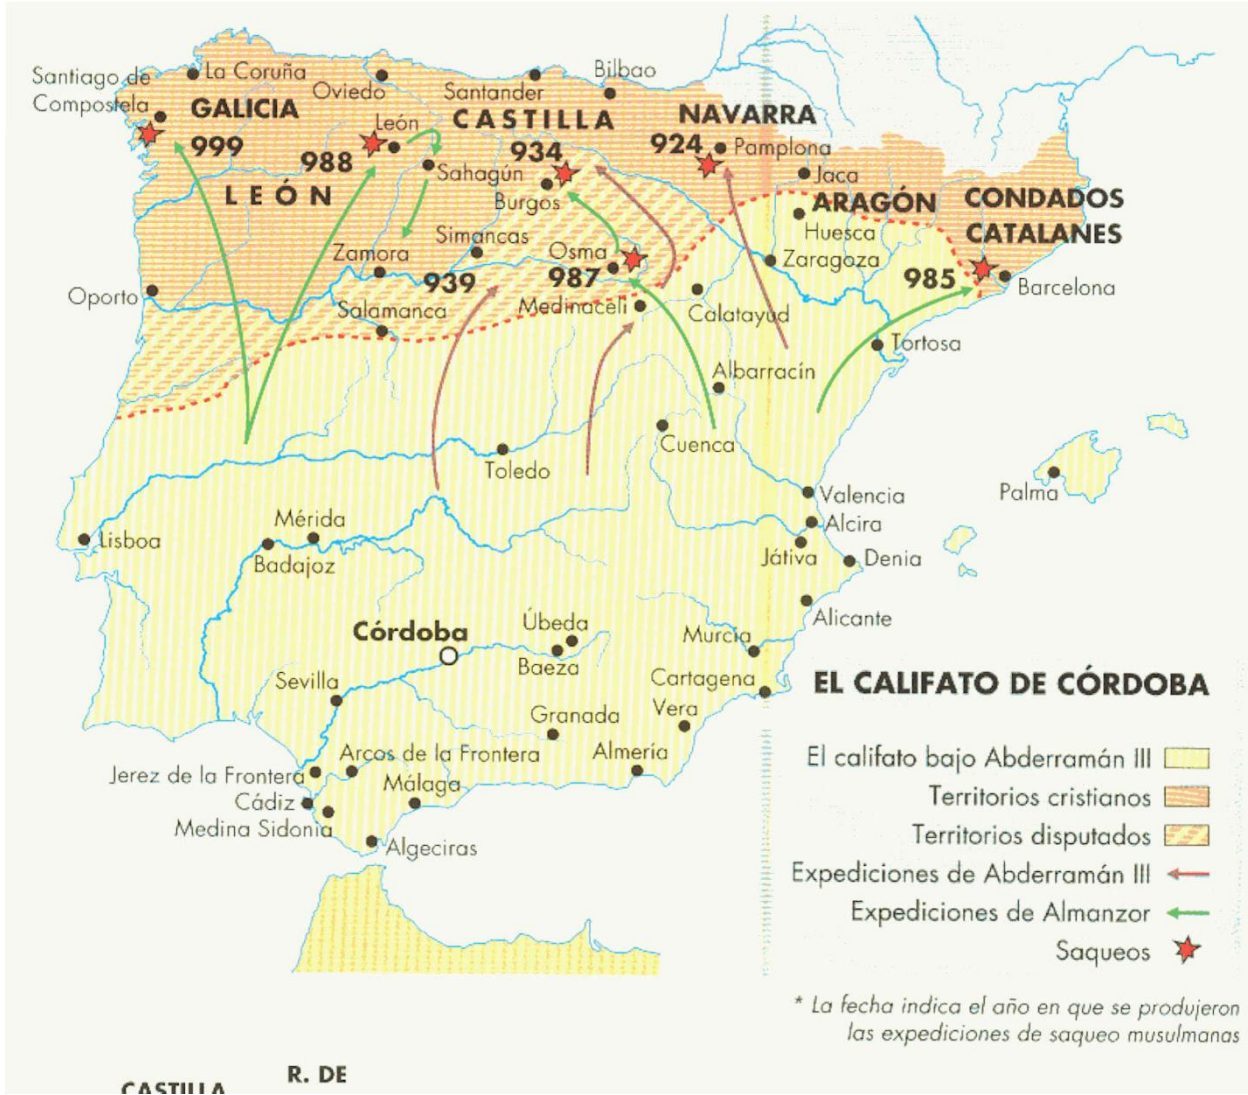 La Coruña
Santiago de
Compostela
GALICIA
999
Oviedo
Santander
Bilbao
CASTILLA
NAVARRA
León
988
934
924
Pamplona
Sahagún
Burgos
Jaca
LEÓN
ARAGÓN
CONDADOS
CATALANES
Huesca
Simancas
Zamora
Osma
939
987
Zaragoza
985
Oporto
Barcelona
Salamanca
Medinaceli
Calatayud
Tortosa
Albarracín
Cuenca
Toledo
Palma
Valencia
Alcira
Lisboa
Mérida
Badajoz
Játiva
Denia
Alicante
Córdoba
Úbeda
Baeza
Murcia
Sevilla
Cartagena
Granada
Vera
Arcos de la Frontera
Almería
Jerez de la Frontera
Málaga
Cádiz
Medina Sidonia
Algeciras
EL CALIFATO DE CÓRDOBA
El califato bajo Abderramán III
Territorios cristianos
Territorios disputados
Expediciones de Abderramán III
Expediciones de Almanzor
Saqueos
* La fecha indica el año en que se produjeron
las expediciones de saqueo musulmanas
R. DE
CASTILLA